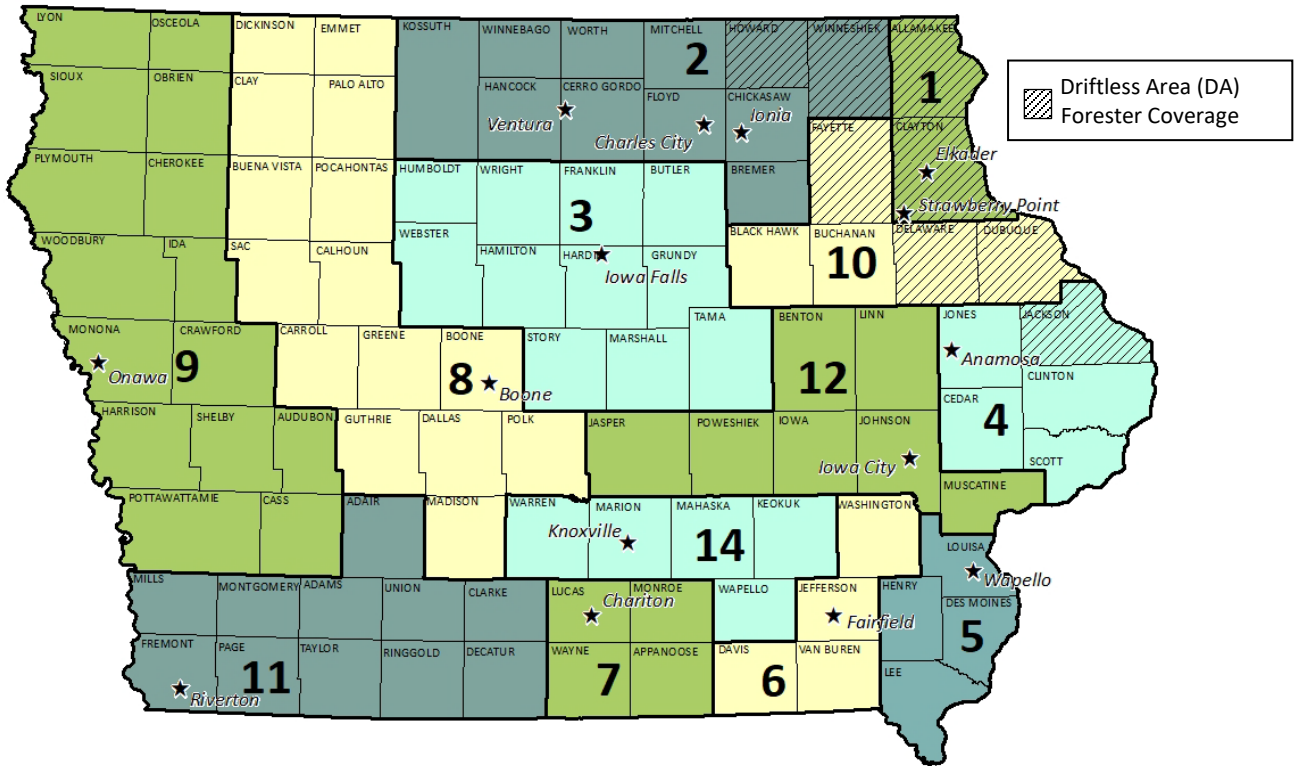 LYON
OSCEOLA
DICKINSON
EMMET
KOSSUTH
WINNEBAGO
WORTH
MITCHELL
HOWARD
WINNESHIEK
ALLAMAKEE
2
1
Driftless Area (DA)
Forester Coverage
SIOUX
OBRIEN
CLAY
PALO ALTO
HANCOCK
CERRO GORDO
FLOYD
CHICKASAW
Ventura
Charles City
Ionia
FAYETTE
CLAYTON
Elkader
PLYMOUTH
CHEROKEE
BUENA VISTA
POCAHONTAS
HUMBOLDT
WRIGHT
FRANKLIN
BUTLER
BREMER
3
Strawberry Point
WOODBURY
IDA
SAC
CALHOUN
WEBSTER
HAMILTON
HARDIN
GRUNDY
BLACK HAWK
BUCHANAN
DELAWARE
DUBUQUE
Iowa Falls
10
MONONA
CRAWFORD
CARROLL
GREENE
BOONE
STORY
MARSHALL
TAMA
BENTON
LINN
JONES
JACKSON
Onawa
9
8
Boone
12
Anamosa
CLINTON
HARRISON
SHELBY
AUDUBON
GUTHRIE
DALLAS
POLK
JASPER
POWESHIEK
IOWA
JOHNSON
CEDAR
4
Iowa City
SCOTT
POTTAWATTAMIE
CASS
ADAIR
MADISON
WARREN
MARION
MAHASKA
KEOKUK
WASHINGTON
MUSCATINE
Knoxville
14
LOUISA
Wapello
MILLS
MONTGOMERY
ADAMS
UNION
CLARKE
LUCAS
MONROE
WAPELLO
JEFFERSON
HENRY
DES MOINES
Chariton
Fairfield
5
FREMONT
PAGE
TAYLOR
RINGGOLD
DECATUR
WAYNE
APPANOOSE
DAVIS
VAN BUREN
LEE
Riverton
11
7
6